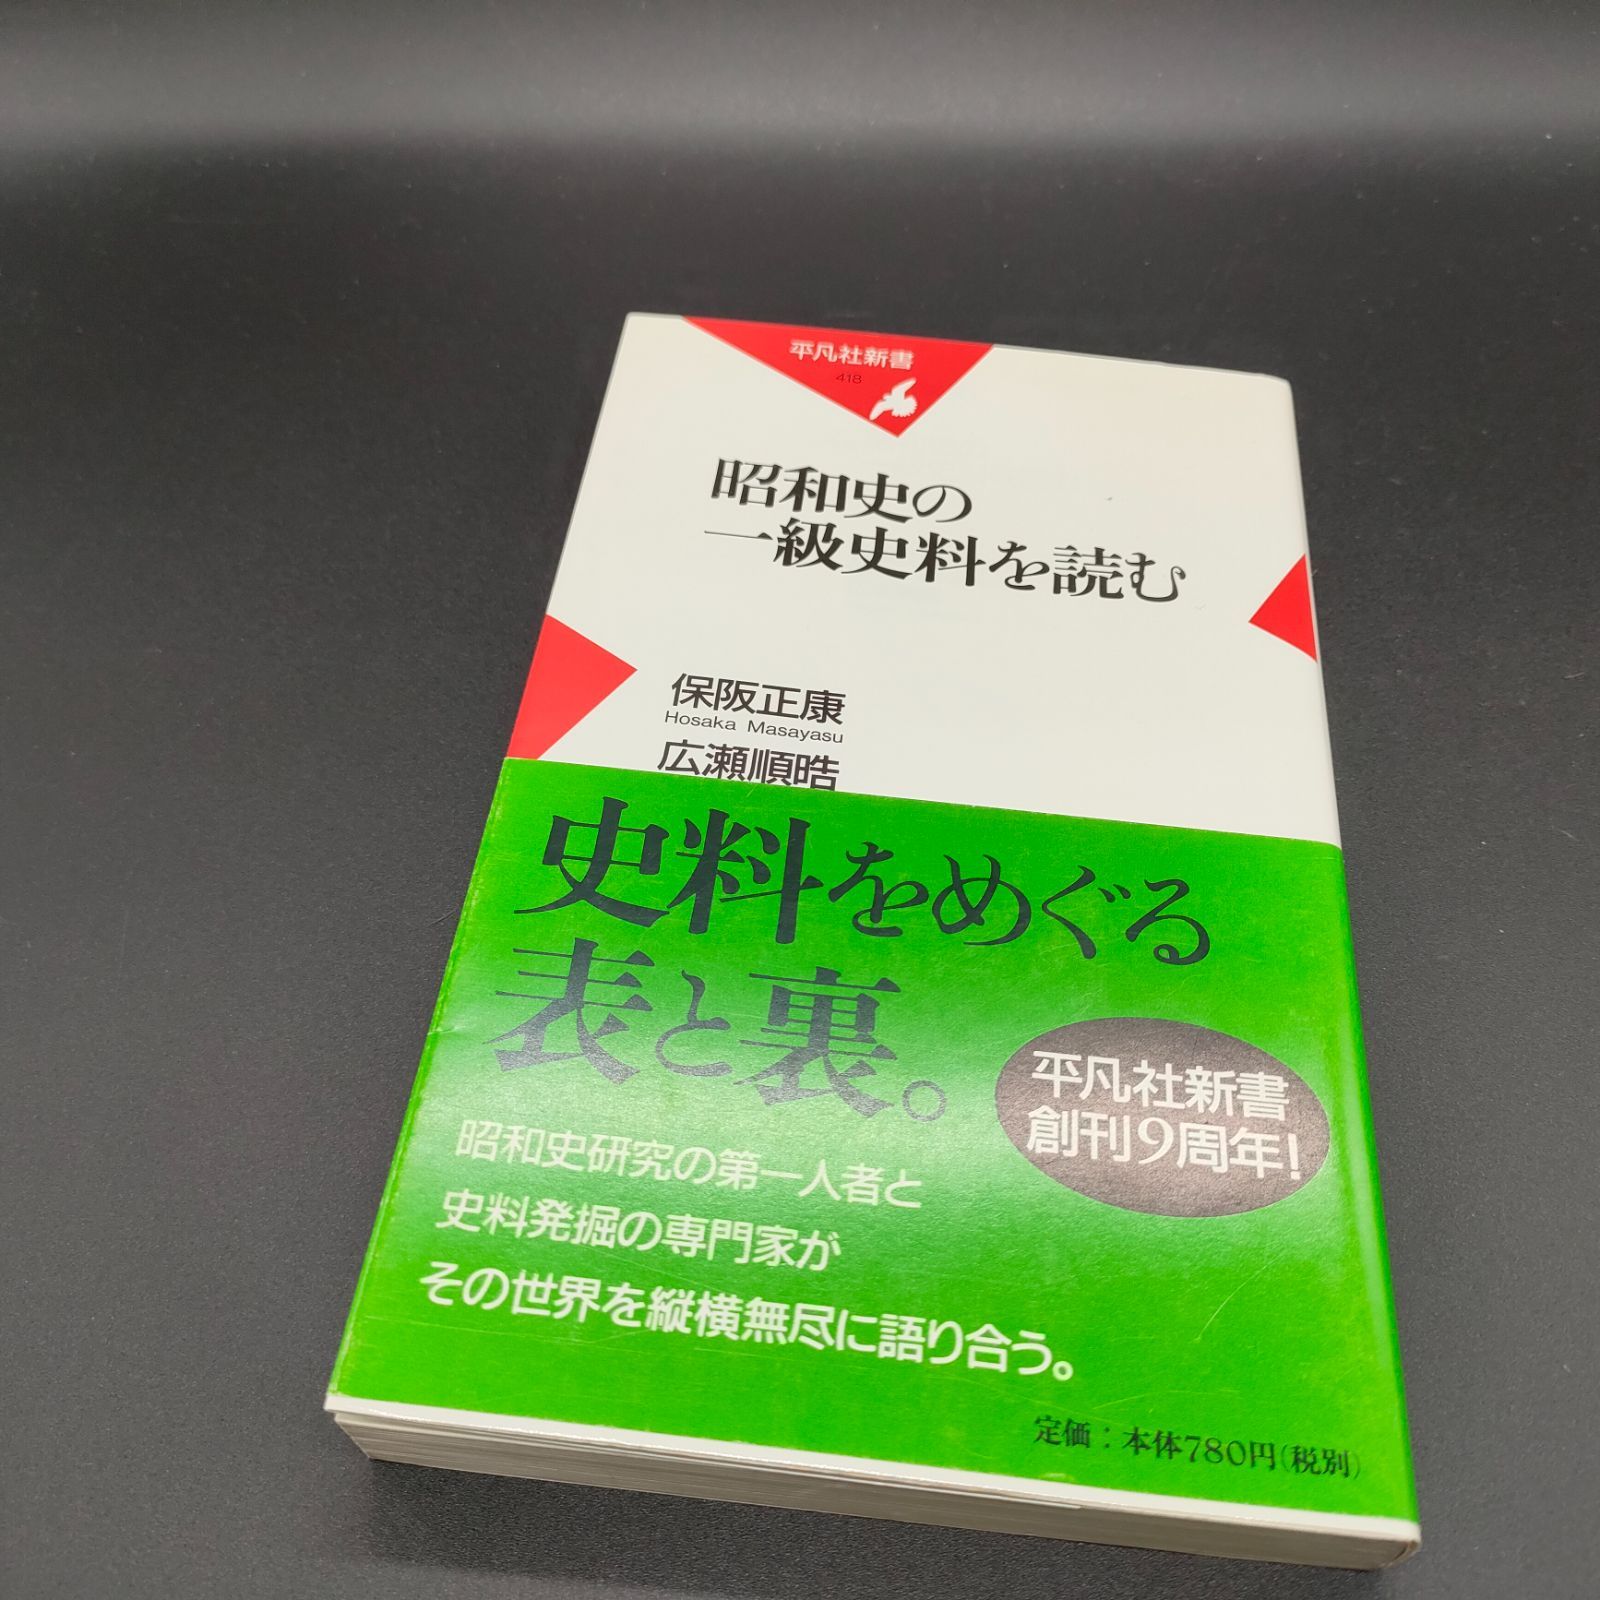 平凡社新書
418
昭和史の
一級史料を読む
保阪正康
Hosaka Masayasu
広瀬順晧
史料をめぐる
表と裏。
平凡社新書
創刊9周年!
昭和史研究の第一人者と
史料発掘の専門家が
その世界を縦横無尽に語り合う。
定価：本体780円(税別)